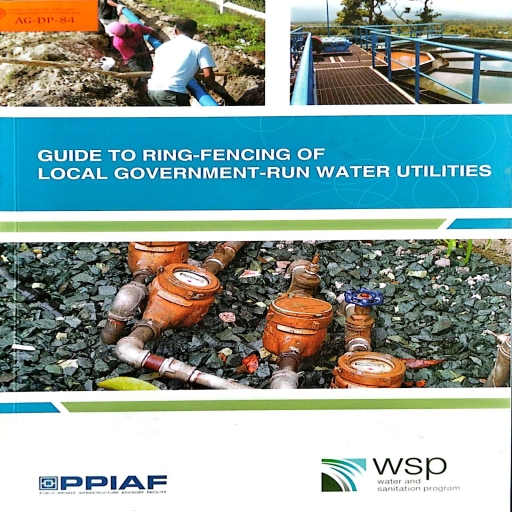 AG-DP-84
GUIDE TO RING-FENCING OF
LOCAL GOVERNMENT-RUN WATER UTILITIES
PPIAF
PUBLIC-PRIVATE INFRASTRUCTURE ADVISORY FACILITY
wsp
water and
sanitation program